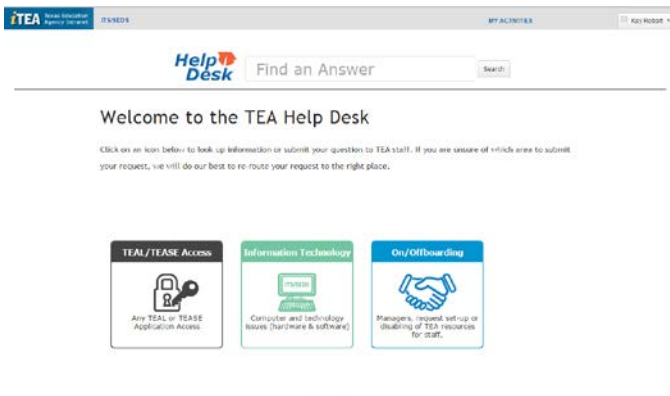 iTEA Texas Education
Agency Intranet
ITS/SEDS
MY ACTIVITIES
Help
Desk
Find an Answer
Search
Welcome to the TEA Help Desk
Click on an icon below to look up information or submit your question to TEA staff. If you are unsure of which area to submit
your request, we will do our best to re-route your request to the right place.
TEAL/TEASE Access
Any TEAL or TEASE
Application Access
Information Technology
Computer and technology
issues (hardware & software)
On/Offboarding
Managers, request set-up or
disabling of TEA resources
for staff.